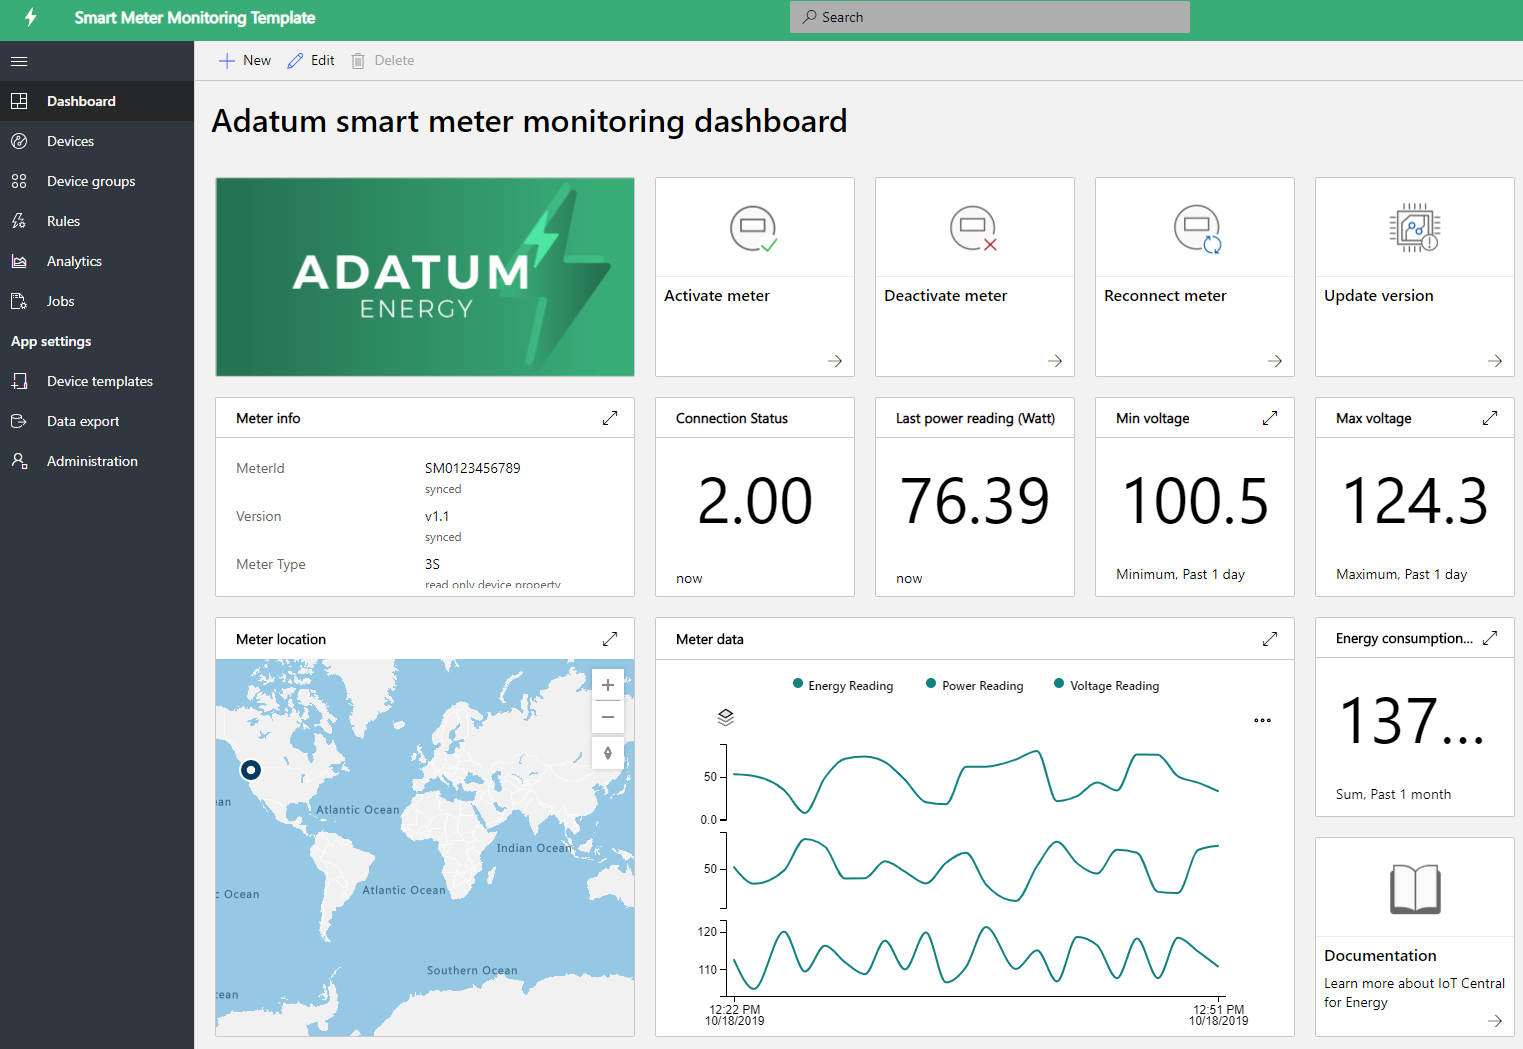 Smart Meter Monitoring Template
Search
New
Edit
Delete
Dashboard
Devices
Device groups
Rules
Analytics
Jobs
App settings
Device templates
Data export
Administration
Adatum smart meter monitoring dashboard
ADATUM
ENERGY
Activate meter
Deactivate meter
Reconnect meter
Update version
Meter info
MeterId
SM0123456789
synced
Version
v1.1
synced
Meter Type
3S
read only device property
Connection Status
2.00
now
Last power reading (Watt)
76.39
now
Min voltage
100.5
Minimum, Past 1 day
Max voltage
124.3
Maximum, Past 1 day
Meter location
Atlantic Ocean
Indian Ocean
Atlantic Ocean
Ocean
Southern Ocean
Meter data
Energy Reading
Power Reading
Voltage Reading
50
0.0
50
120
110
12:22 PM
10/18/2019
12:51 PM
10/18/2019
Energy consumption...
137...
Sum, Past 1 month
Documentation
Learn more about IoT Central
for Energy